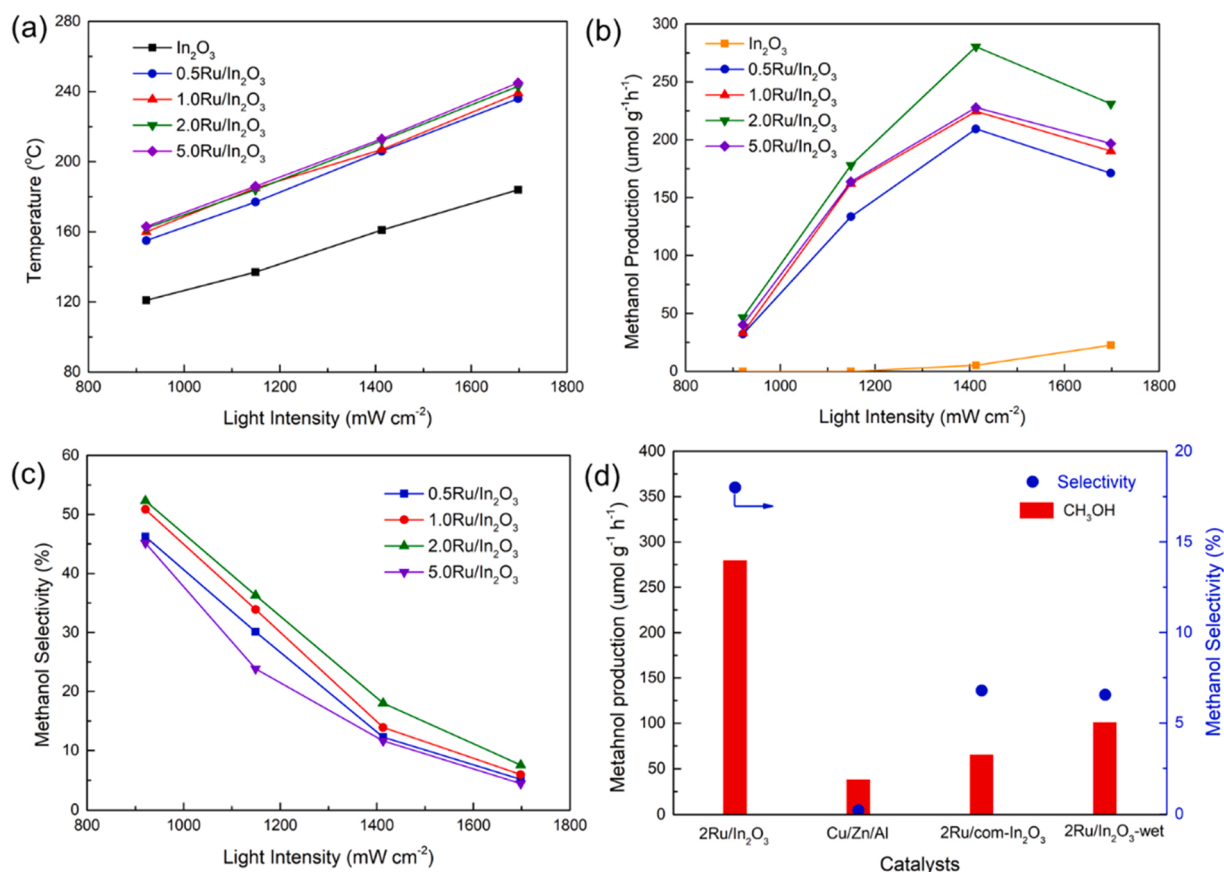 (a)
280
240
200
160
120
80
Temperature (°C)
In₂O₃
0.5Ru/In₂O₃
1.0Ru/In₂O₃
2.0Ru/In₂O₃
5.0Ru/In₂O₃
800 1000 1200 1400 1600 1800
Light Intensity (mW cm⁻²)
(b)
300
250
200
150
100
50
0
Methanol Production (umol g⁻¹h⁻¹)
In₂O₃
0.5Ru/In₂O₃
1.0Ru/In₂O₃
2.0Ru/In₂O₃
5.0Ru/In₂O₃
800 1000 1200 1400 1600 1800
Light Intensity (mW cm⁻²)
(c)
60
50
40
30
20
10
0
Methanol Selectivity (%)
0.5Ru/In₂O₃
1.0Ru/In₂O₃
2.0Ru/In₂O₃
5.0Ru/In₂O₃
800 1000 1200 1400 1600 1800
Light Intensity (mW cm⁻²)
(d)
400
350
300
250
200
150
100
50
0
Metahnol production (umol g⁻¹ h⁻¹)
Selectivity
CH₃OH
20
15
10
5
0
Methanol Selectivity (%)
2Ru/In₂O₃ Cu/Zn/Al 2Ru/com-In₂O₃ 2Ru/In₂O₃-wet
Catalysts